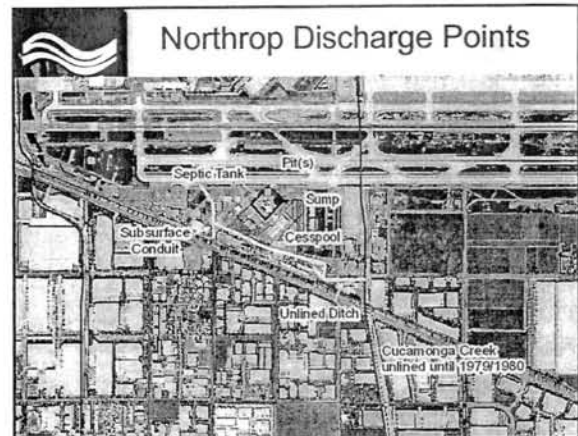 Northrop Discharge Points
Pit(s)
Septic Tank
Sump
Subsurface
Conduit
Cesspool
Unlined Ditch
Cucamonga Creek
unlined until 1979/1980